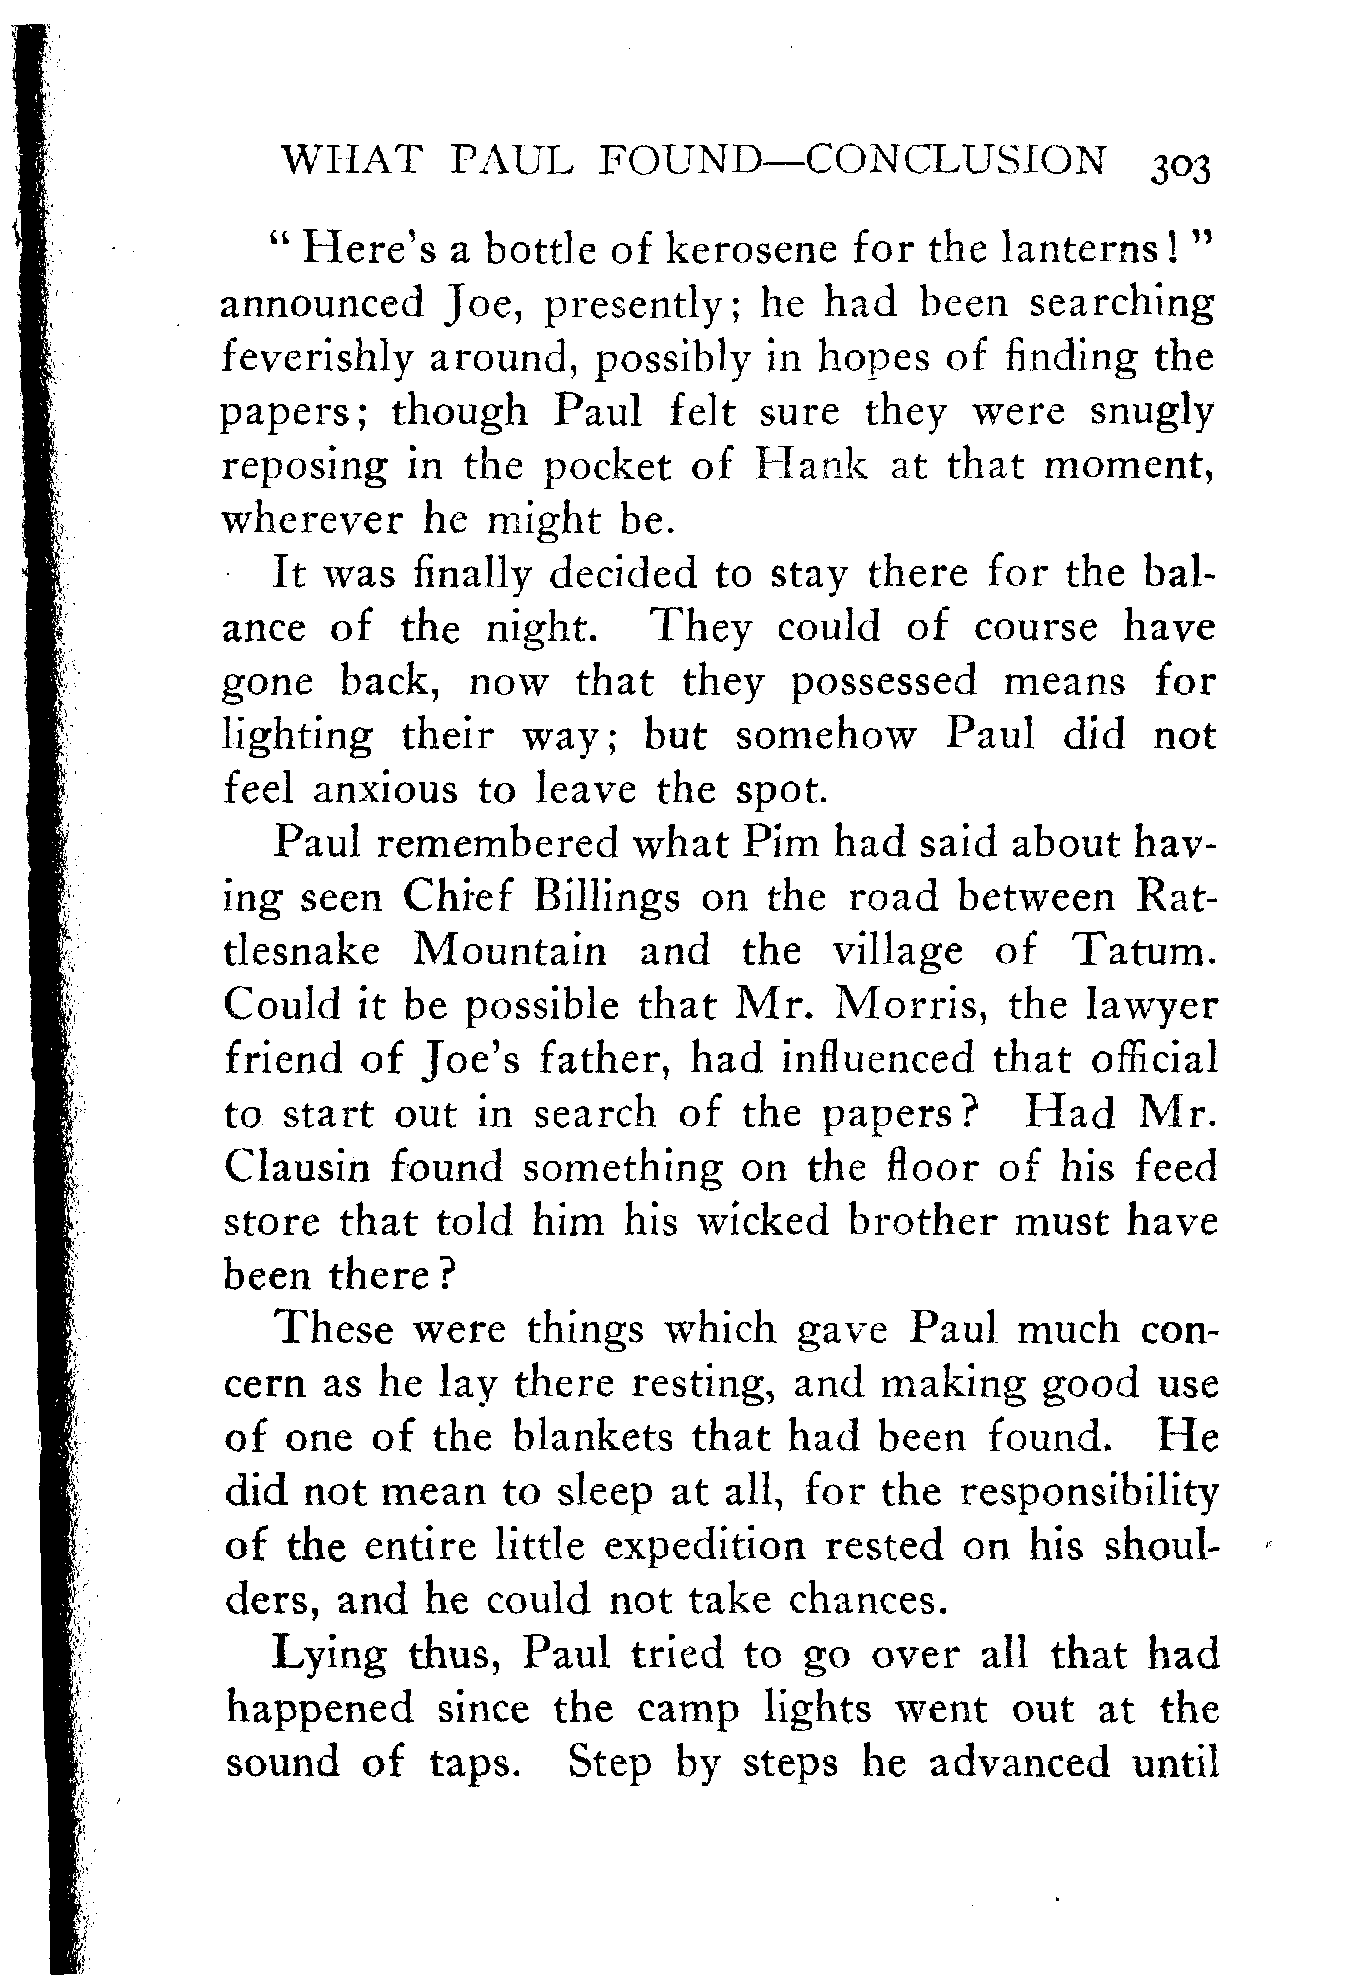 WHAT PAUL FOUND—CONCLUSION 303
" Here's a bottle of kerosene for the lanterns! "
announced Joe, presently; he had been searching
feverishly around, possibly in hopes of finding the
papers; though Paul felt sure they were snugly
reposing in the pocket of Hank at that moment,
wherever he might be.
It was finally decided to stay there for the bal-
ance of the night. They could of course have
gone back, now that they possessed means for
lighting their way; but somehow Paul did not
feel anxious to leave the spot.
Paul remembered what Pim had said about hav-
ing seen Chief Billings on the road between Rat-
tlesnake Mountain and the village of Tatum.
Could it be possible that Mr. Morris, the lawyer
friend of Joe's father, had influenced that official
to start out in search of the papers? Had Mr.
Clausin found something on the floor of his feed
store that told him his wicked brother must have
been there?
These were things which gave Paul much con-
cern as he lay there resting, and making good use
of one of the blankets that had been found. He
did not mean to sleep at all, for the responsibility
of the entire little expedition rested on his shoul-
ders, and he could not take chances.
Lying thus, Paul tried to go over all that had
happened since the camp lights went out at the
sound of taps. Step by steps he advanced until